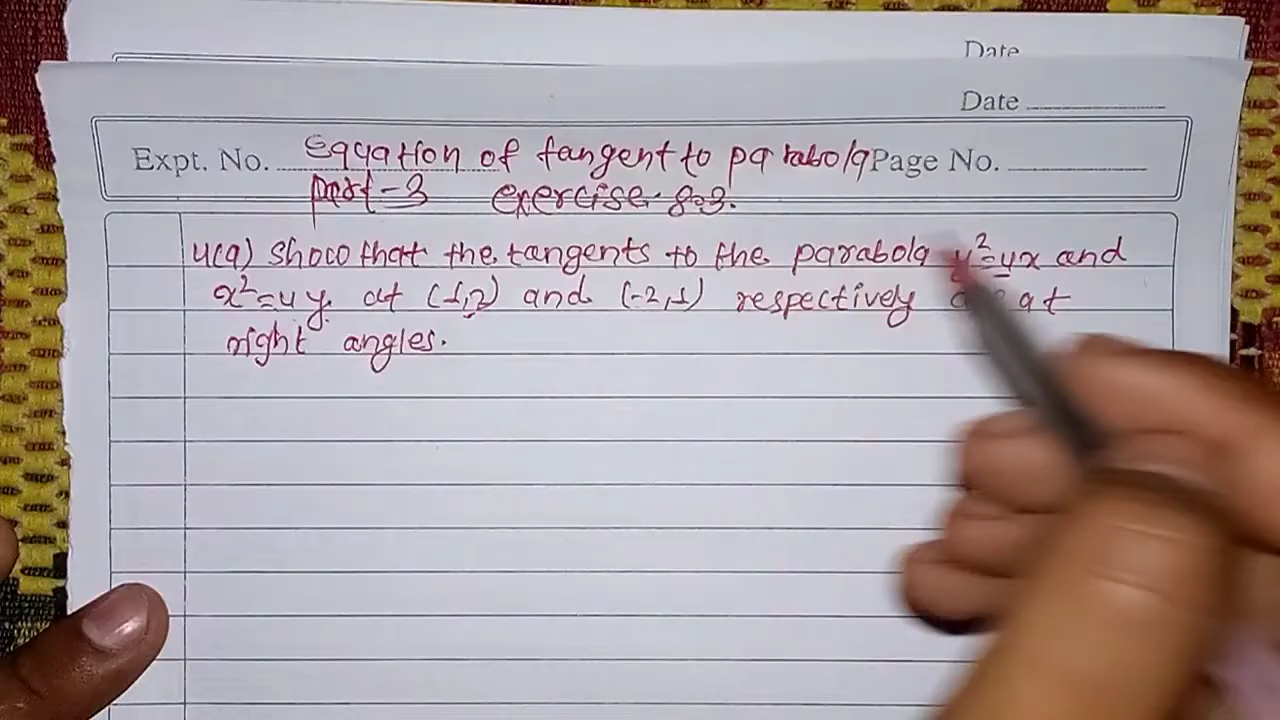 Date
Date
Expt. No. Equation of tangent to parabola Page No.
part-3 exercise-8.3.
4(a) Show that the tangents to the parabola y²=4x and
x²=4y at (1,2) and (-2,1) respectively at
right angles.